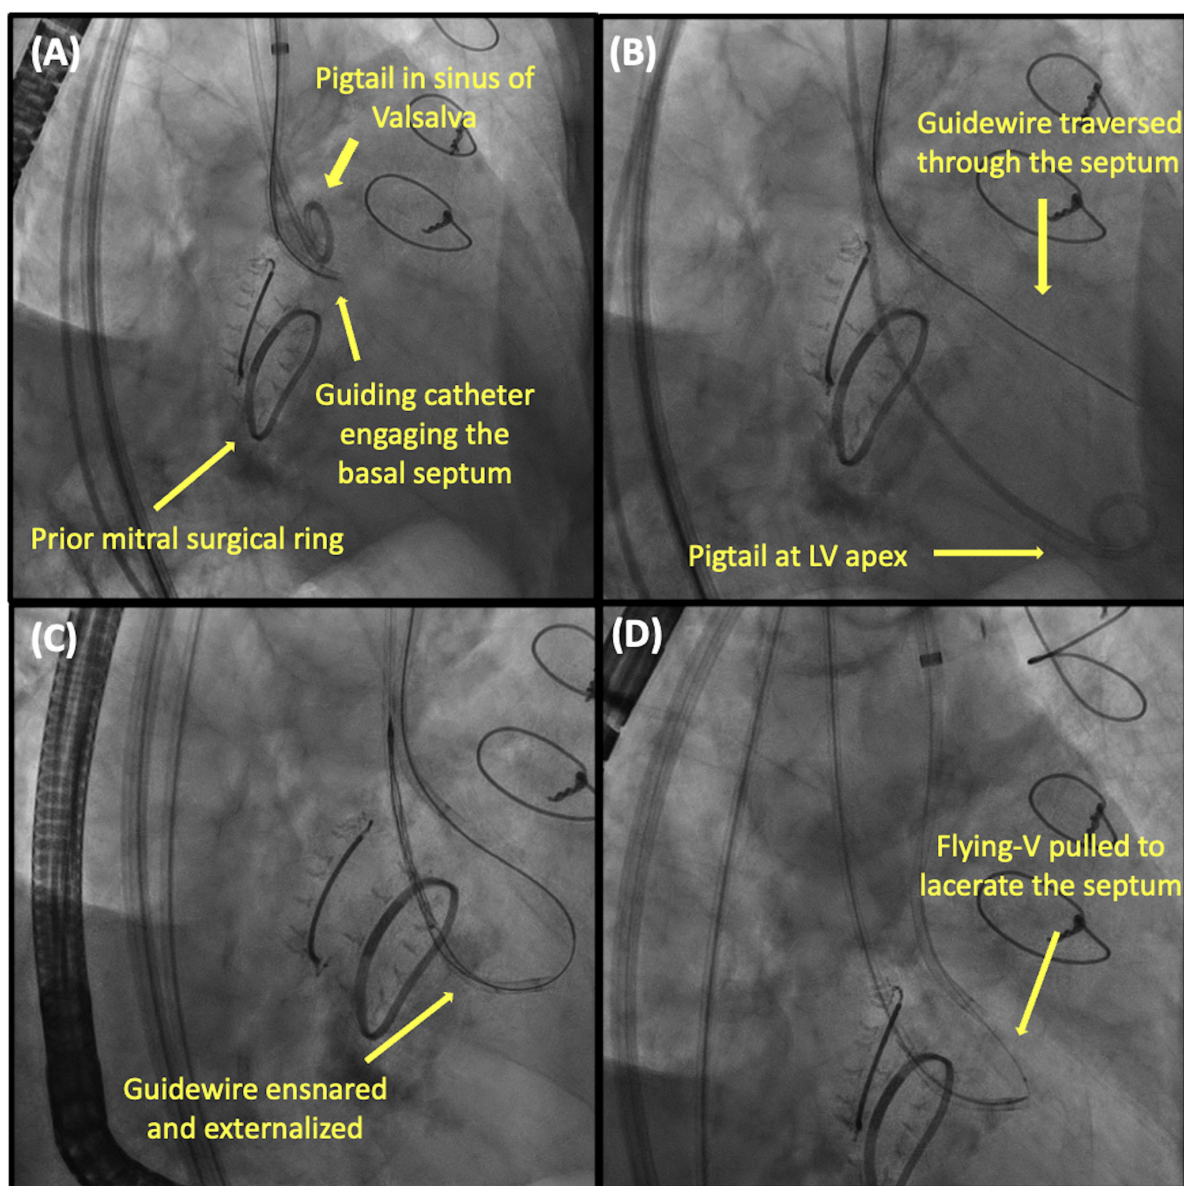 (A)
Pigtail in sinus of
Valsalva
Guiding catheter
engaging the
basal septum
Prior mitral surgical ring
(B)
Guidewire traversed
through the septum
Pigtail at LV apex
(C)
Guidewire ensnared
and externalized
(D)
Flying-V pulled to
lacerate the septum